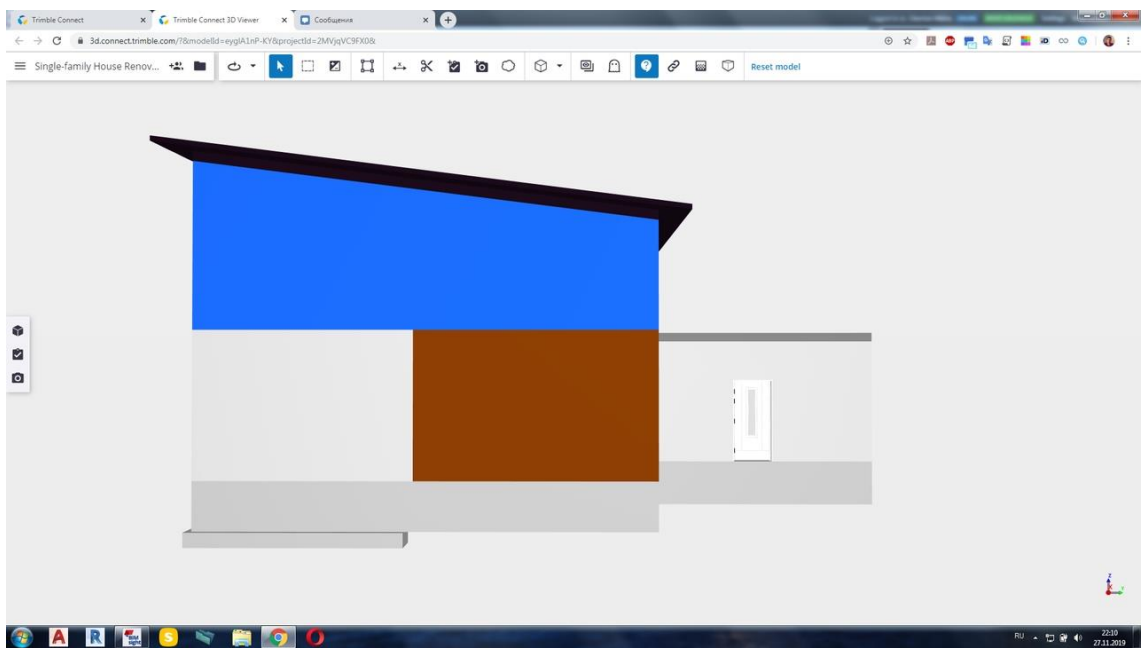 Trimble Connect
Trimble Connect 3D Viewer
Сообщения
3d.connect.trimble.com/?modelId=eyglA1nP-KY&projectId=2MVjqVC9FX0&
Single-family House Renov...
Reset model
RU
22:10
27.11.2019